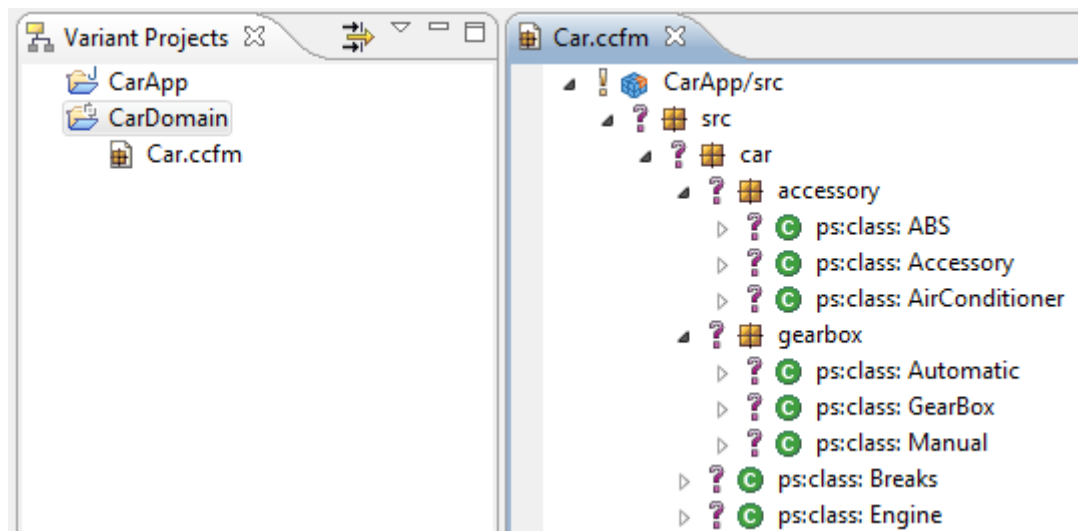 Variant Projects
CarApp
CarDomain
Car.ccfm
Car.ccfm
CarApp/src
src
car
accessory
ps:class: ABS
ps:class: Accessory
ps:class: AirConditioner
gearbox
ps:class: Automatic
ps:class: GearBox
ps:class: Manual
ps:class: Breaks
ps:class: Engine